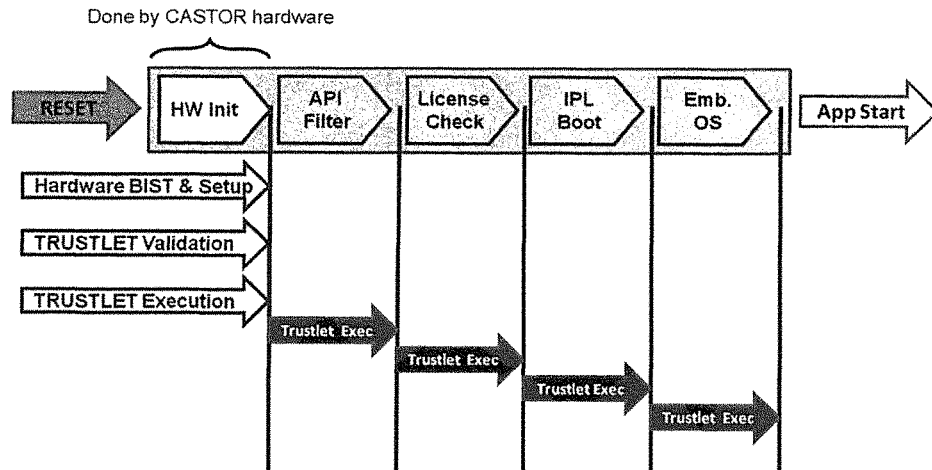 Done by CASTOR hardware
RESET
HW Init
API
Filter
License
Check
IPL
Boot
Emb.
OS
App Start
Hardware BIST & Setup
TRUSTLET Validation
TRUSTLET Execution
Trustlet Exec
Trustlet Exec
Trustlet Exec
Trustlet Exec